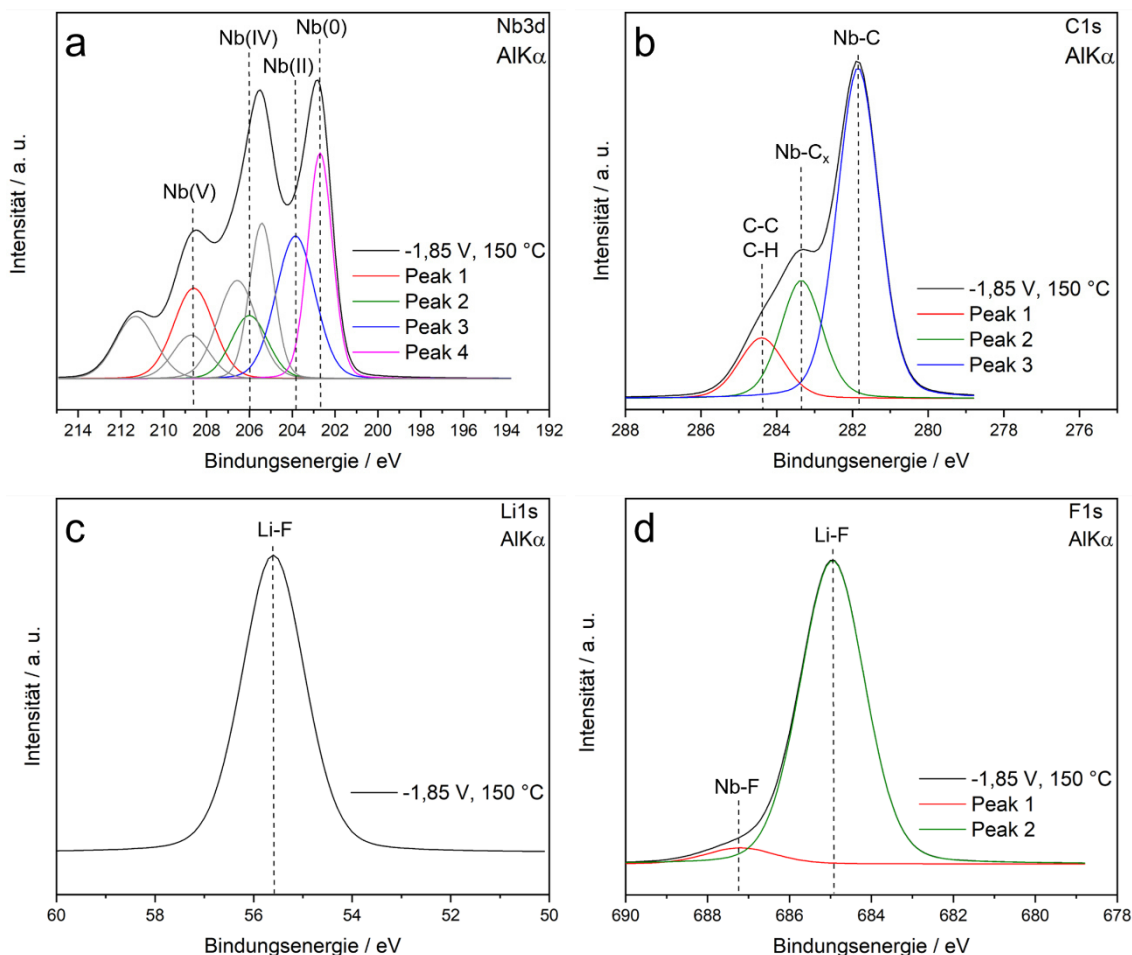 a
Nb3d
AlKα
Nb(0)
Nb(IV)
Nb(II)
Nb(V)
-1,85 V, 150 °C
Peak 1
Peak 2
Peak 3
Peak 4
Intensität / a. u.
214 212 210 208 206 204 202 200 198 196 194 192
Bindungsenergie / eV
b
C1s
AlKα
Nb-C
Nb-Cₓ
C-C
C-H
-1,85 V, 150 °C
Peak 1
Peak 2
Peak 3
Intensität / a. u.
288 286 284 282 280 278 276
Bindungsenergie / eV
c
Li1s
AlKα
Li-F
-1,85 V, 150 °C
Intensität / a. u.
60 58 56 54 52 50
Bindungsenergie / eV
d
F1s
AlKα
Li-F
Nb-F
-1,85 V, 150 °C
Peak 1
Peak 2
Intensität / a. u.
690 688 686 684 682 680 678
Bindungsenergie / eV